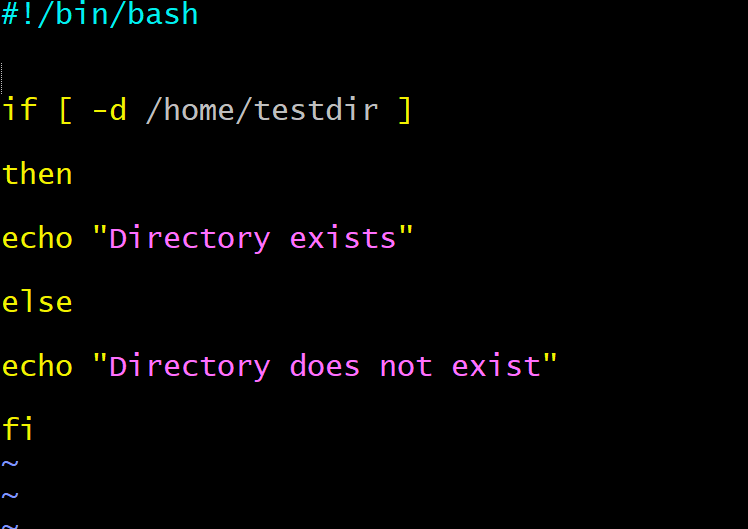 #!/bin/bash
if [ -d /home/testdir ]
then
echo "Directory exists"
else
echo "Directory does not exist"
fi
~
~
~